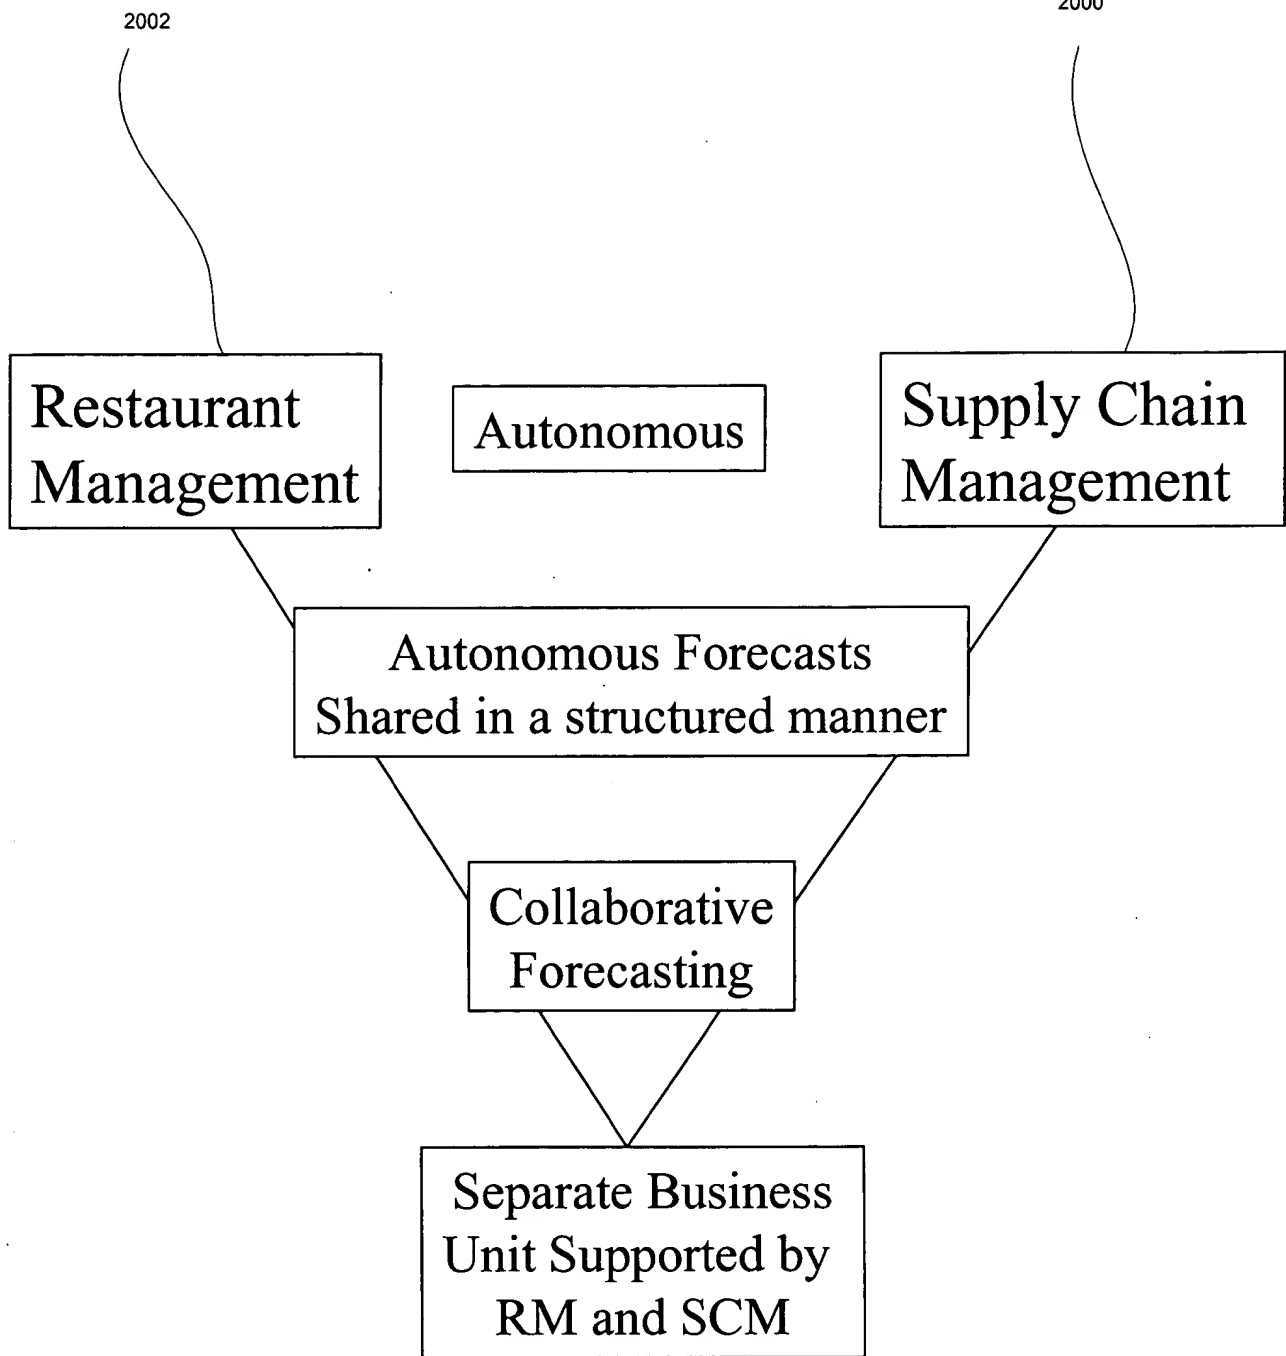 2002
2000
Restaurant
Management
Autonomous
Supply Chain
Management
Autonomous Forecasts
Shared in a structured manner
Collaborative
Forecasting
Separate Business
Unit Supported by
RM and SCM